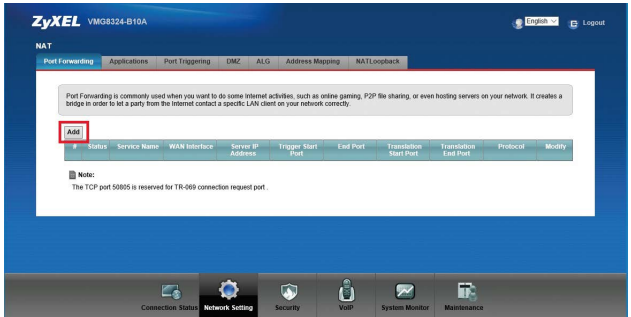 ZyXEL VMG8324-B10A
English
Logout
NAT
Port Forwarding Applications Port Triggering DMZ ALG Address Mapping NATLoopback
Port Forwarding is commonly used when you want to do some Internet activities, such as online gaming, P2P file sharing, or even hosting servers on your network. It creates a
bridge in order to let a party from the Internet contact a specific LAN client on your network correctly.
Add
# Status Service Name WAN Interface Server IP Address Trigger Start Port End Port Translation Start Port Translation End Port Protocol Modify
Note:
The TCP port 50805 is reserved for TR-069 connection request port .
Connection Status Network Setting Security VoIP System Monitor Maintenance